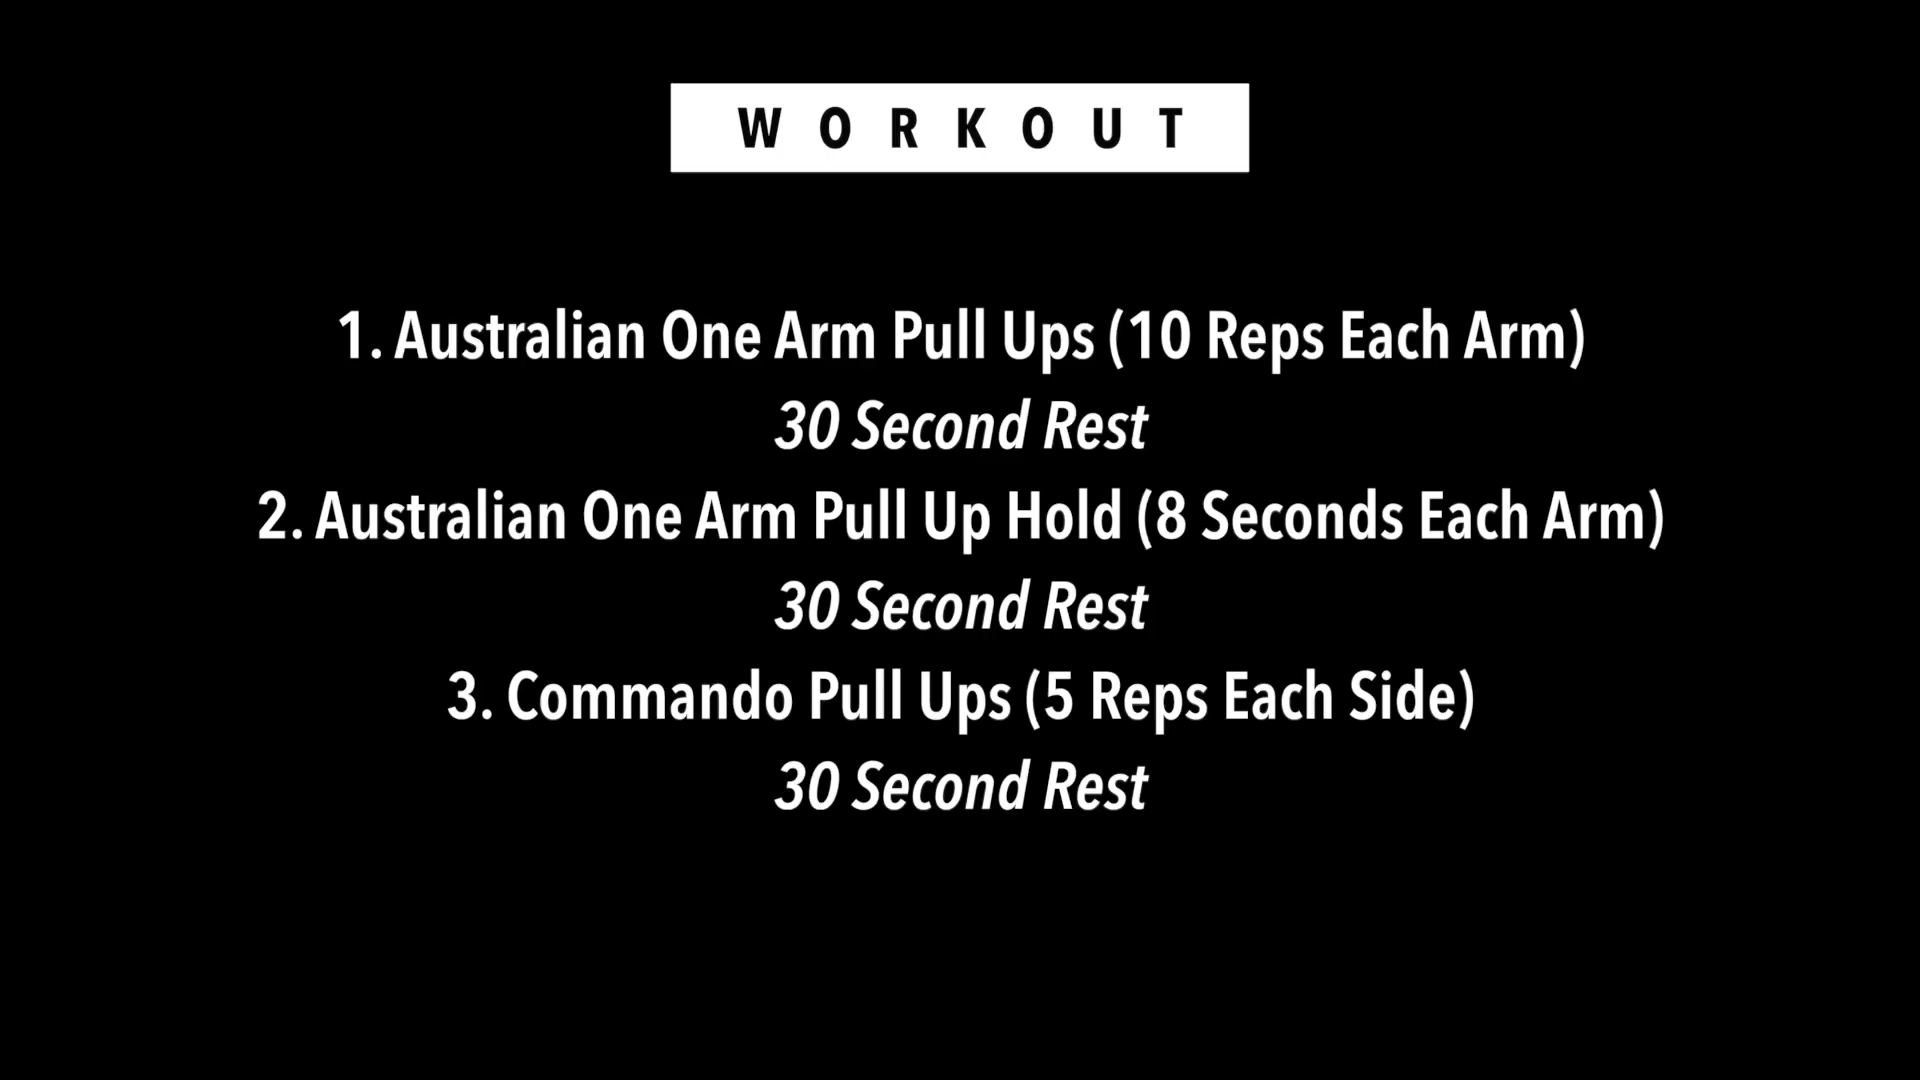 WORKOUT
1. Australian One Arm Pull Ups (10 Reps Each Arm)
30 Second Rest
2. Australian One Arm Pull Up Hold (8 Seconds Each Arm)
30 Second Rest
3. Commando Pull Ups (5 Reps Each Side)
30 Second Rest